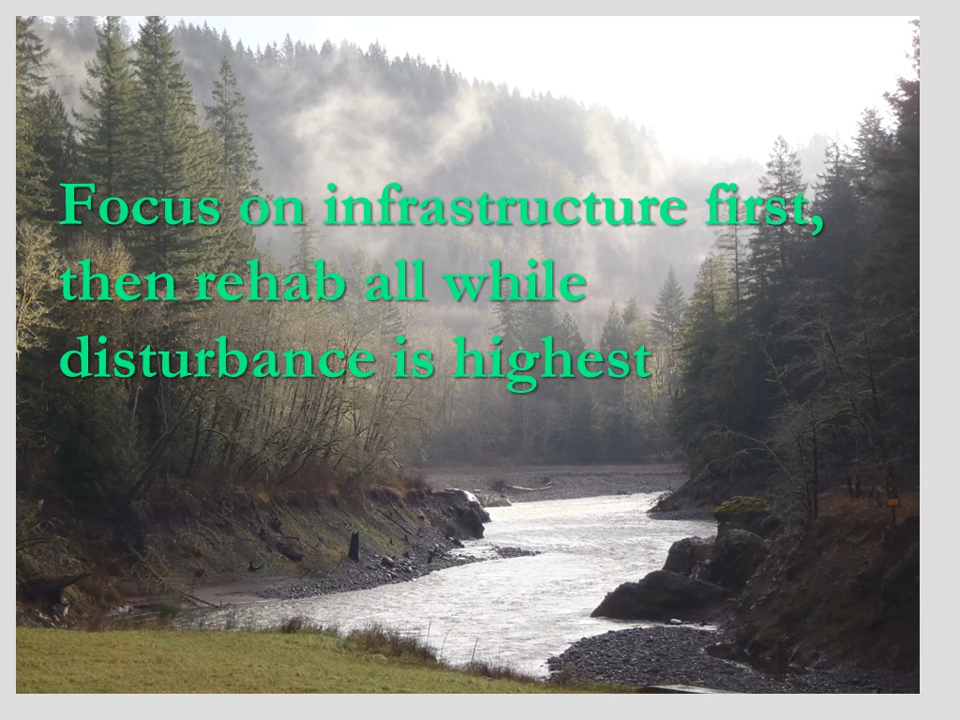 Focus on infrastructure first,
then rehab all while
disturbance is highest